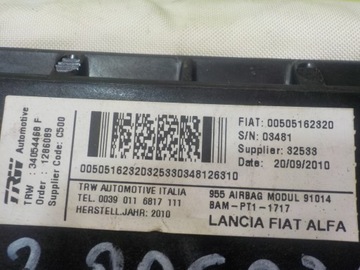 TRW Automotive
TRW : 34054468 F
Order : 1286089
Supplier Code: C500
FIAT: 00505162320
S/N: 03481
Supplier: 32533
Date: 20/09/2010
00505162320325330348126310
TRW AUTOMOTIVE ITALIA
TEL. 0039 011 6817 111
HERSTELL.JAHR: 2010
955 AIRBAG MODUL 91014
BAM-PT1-1717
LANCIA FIAT ALFA